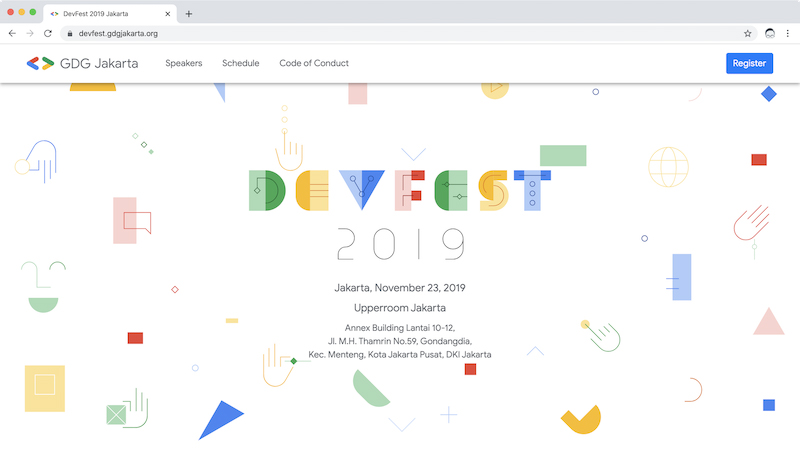 DevFest 2019 Jakarta
devfest.gdgjakarta.org
GDG Jakarta
Speakers
Schedule
Code of Conduct
Register
DEVFEST
2019
Jakarta, November 23, 2019
Upperroom Jakarta
Annex Building Lantai 10-12,
Jl. M.H. Thamrin No.59, Gondangdia,
Kec. Menteng, Kota Jakarta Pusat, DKI Jakarta